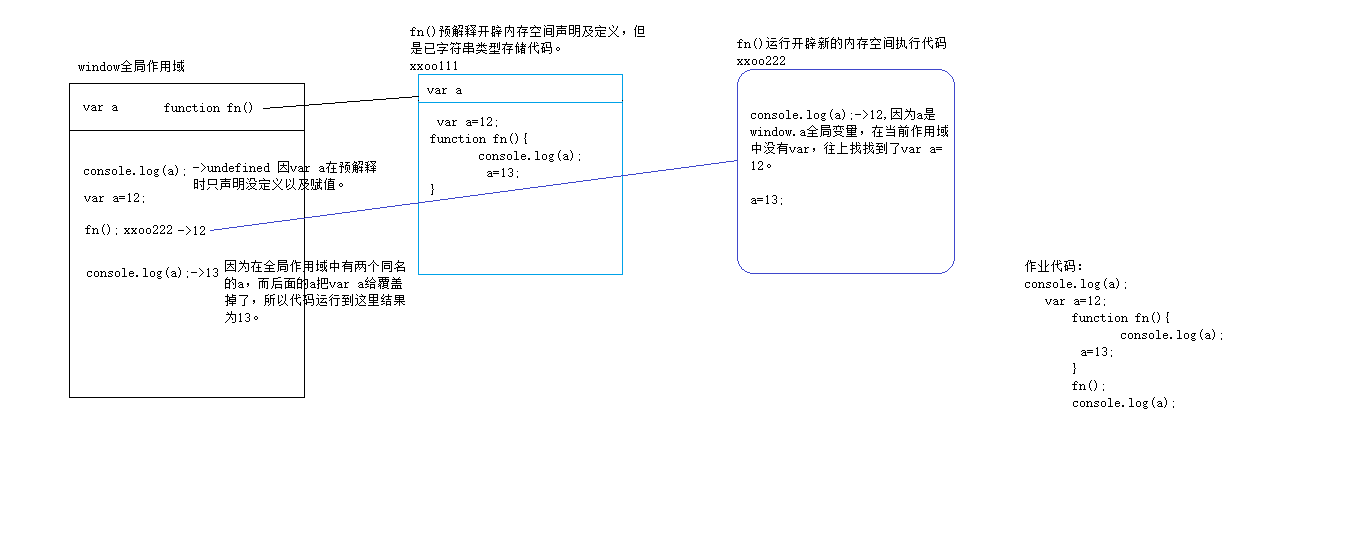 window全局作用域
var a
function fn()
console.log(a);
->undefined 因var a在预解释
时只声明没定义以及赋值。
var a=12;
fn();
xxoo222
->12
console.log(a);->13
因为在全局作用域中有两个同名
的a，而后面的a把var a给覆盖
掉了，所以代码运行到这里结果
为13。
fn()预解释开辟内存空间声明及定义，但
是已字符串类型存储代码。
xxoo111
var a
var a=12;
function fn(){
console.log(a);
a=13;
}
fn()运行开辟新的内存空间执行代码
xxoo222
console.log(a);->12,因为a是
window.a全局变量，在当前作用域
中没有var，往上找找到了var a=
12。
a=13;
作业代码：
console.log(a);
var a=12;
function fn(){
console.log(a);
a=13;
}
fn();
console.log(a);